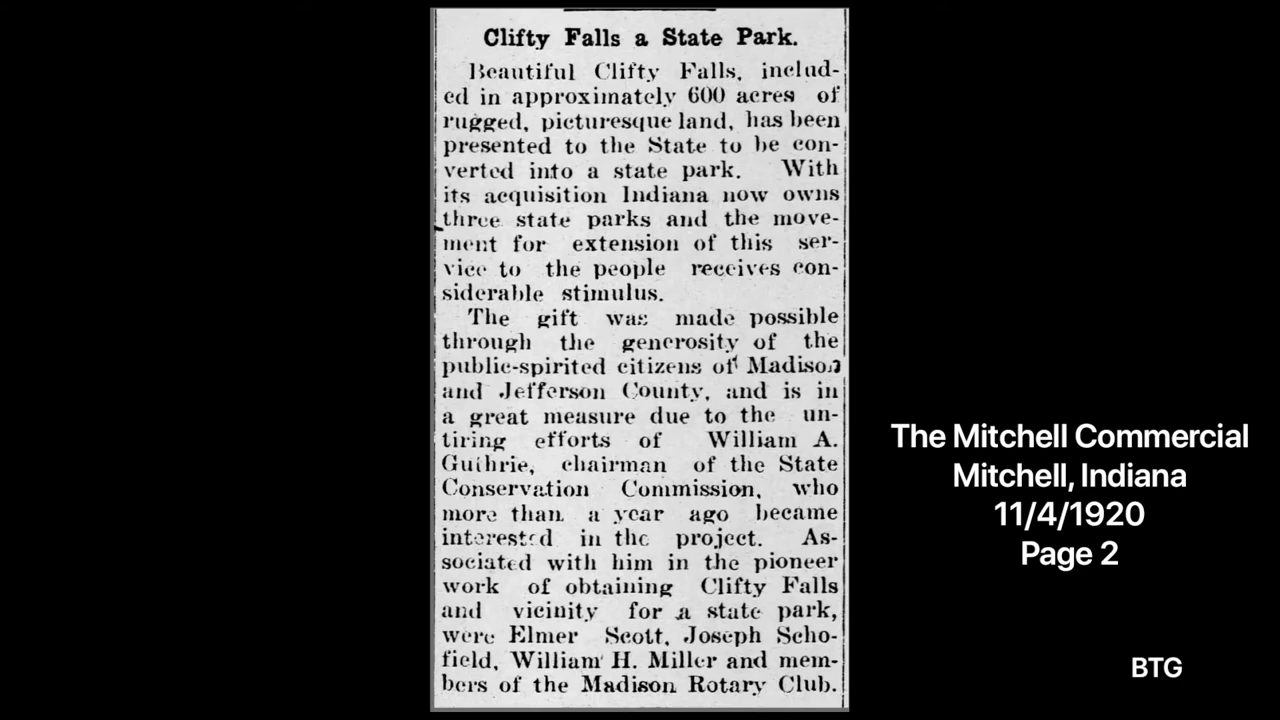 Clifty Falls a State Park.
Beautiful Clifty Falls, includ-
ed in approximately 600 acres of
rugged, picturesque land, has been
presented to the State to be con-
verted into a state park. With
its acquisition Indiana now owns
three state parks and the move-
ment for extension of this ser-
vice to the people receives con-
siderable stimulus.
The gift was made possible
through the generosity of the
public-spirited citizens of Madison
and Jefferson County, and is in
a great measure due to the un-
tiring efforts of William A.
Guthrie, chairman of the State
Conservation Commission, who
more than a year ago became
interested in the project. As-
sociated with him in the pioneer
work of obtaining Clifty Falls
and vicinity for a state park,
were Elmer Scott, Joseph Scho-
field, William H. Miller and mem-
bers of the Madison Rotary Club.
The Mitchell Commercial
Mitchell, Indiana
11/4/1920
Page 2
BTG